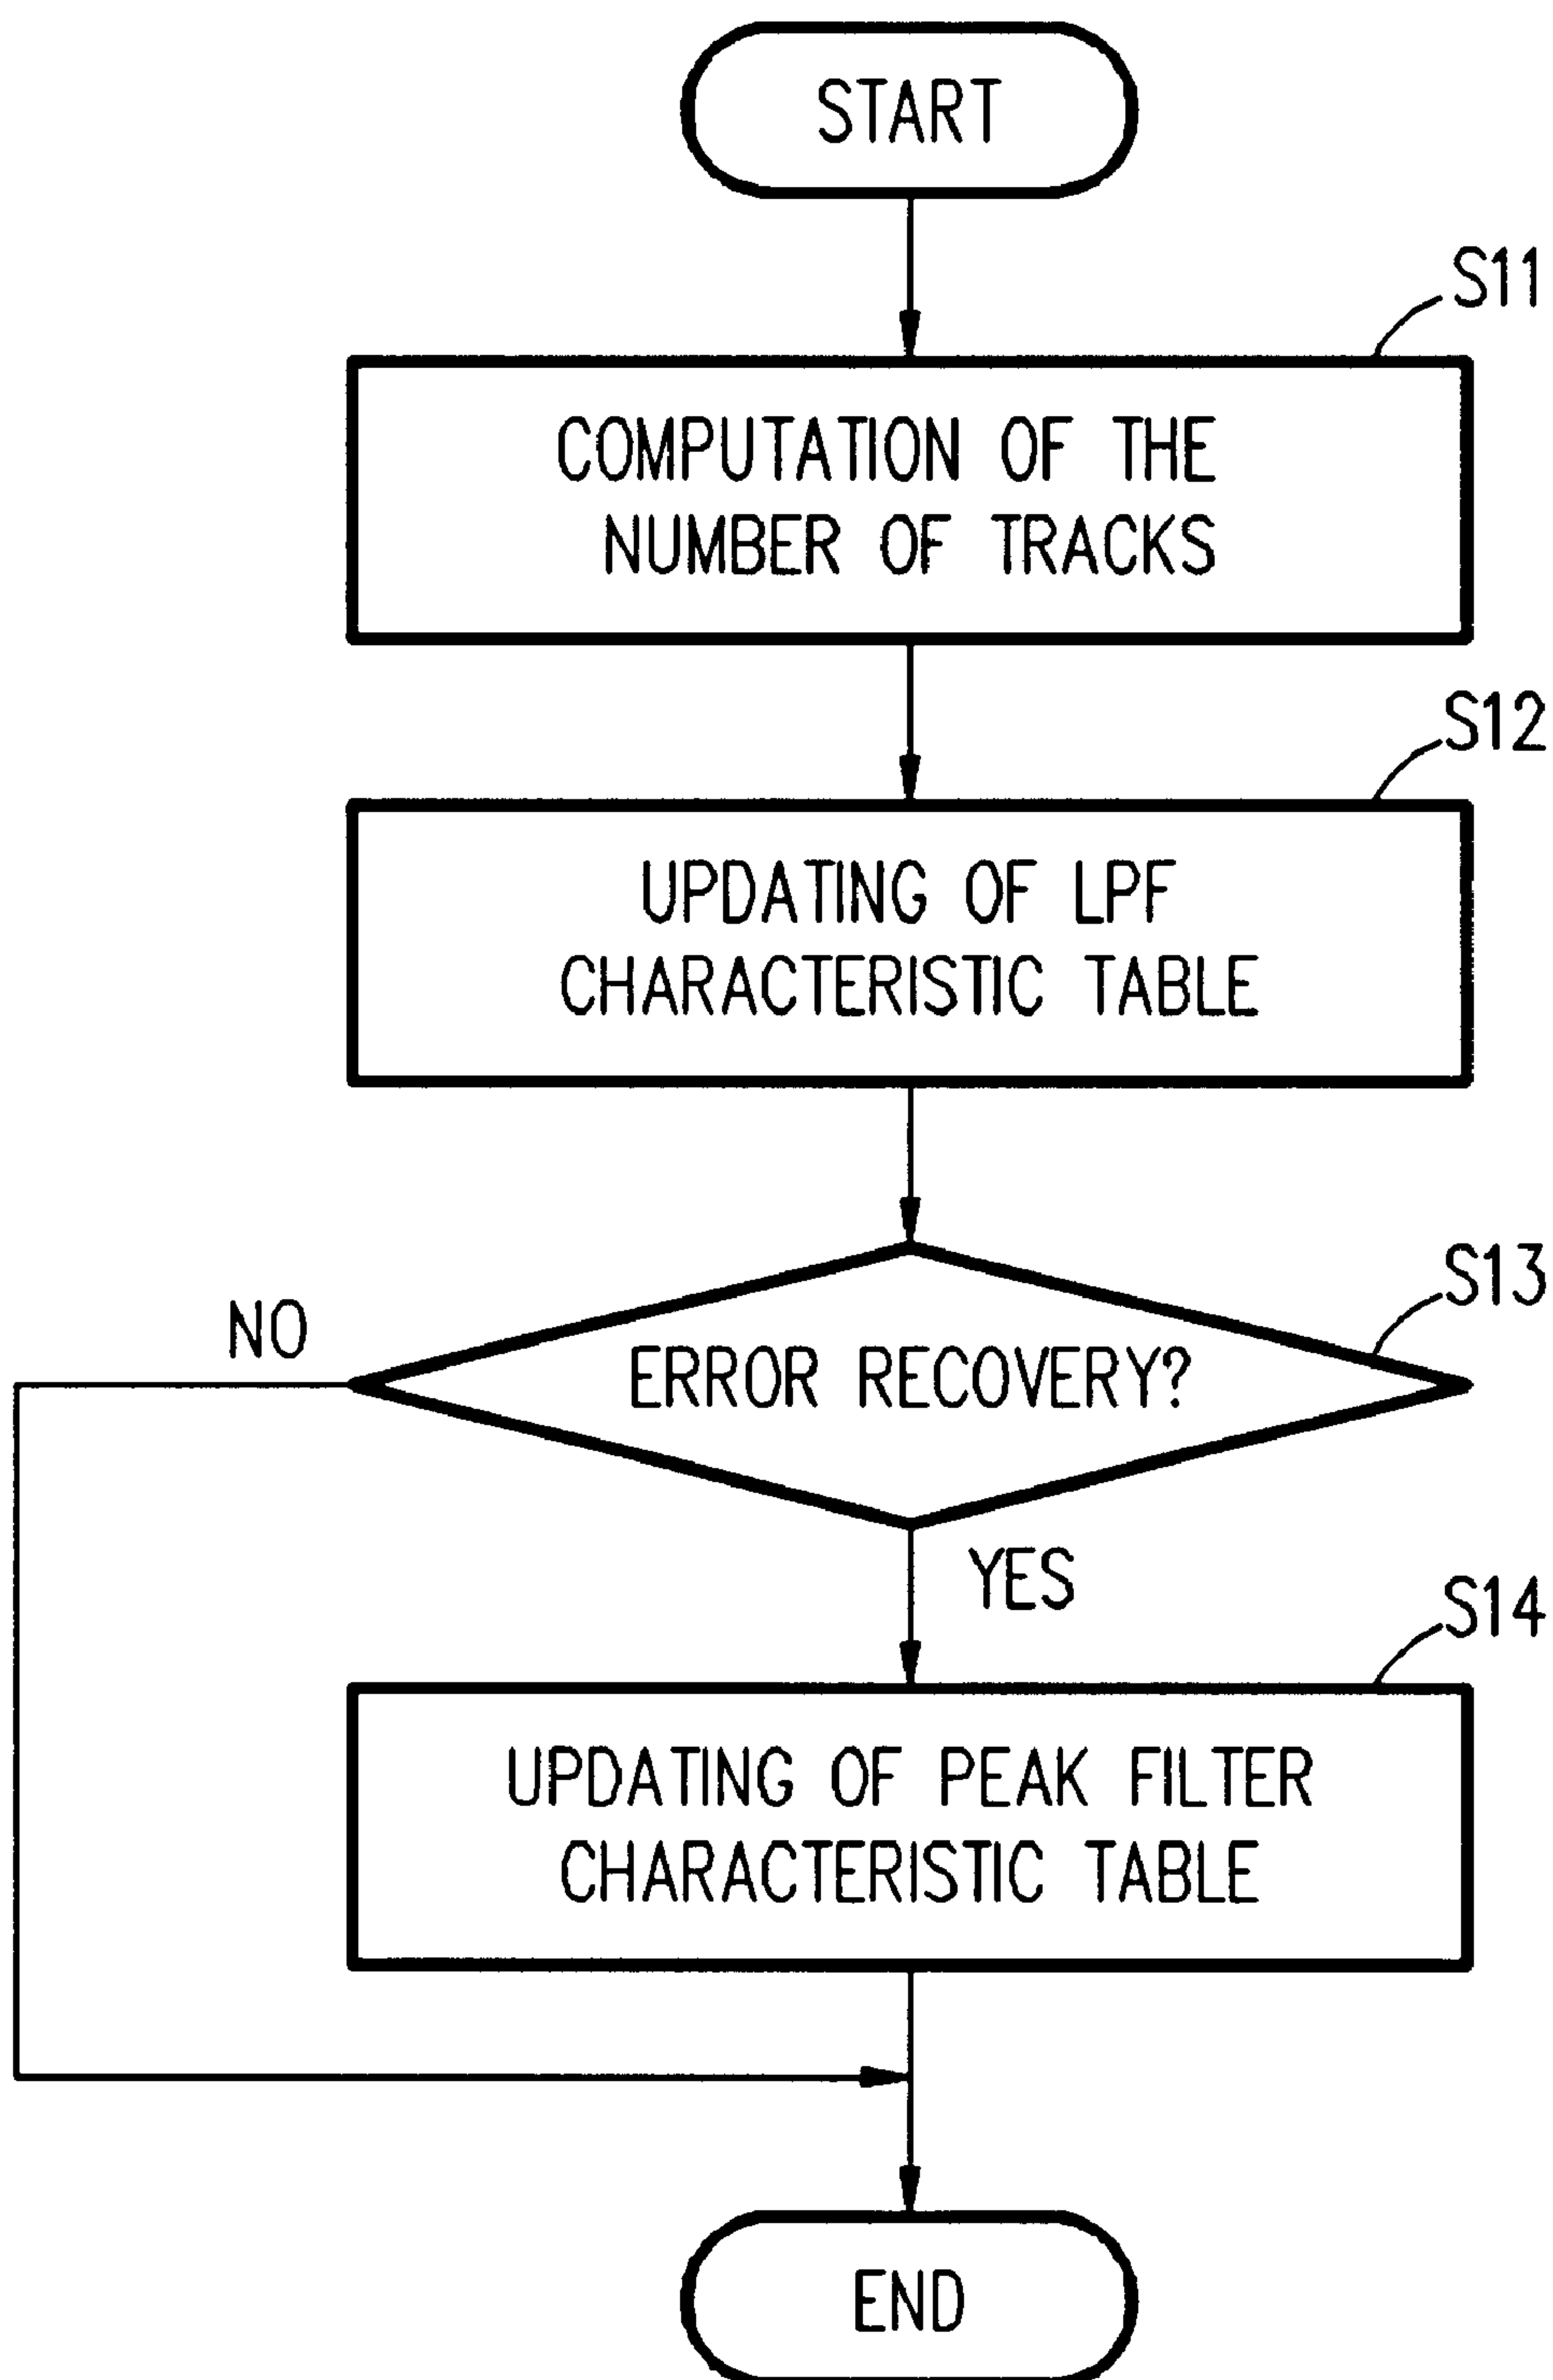 START
S11
COMPUTATION OF THE
NUMBER OF TRACKS
S12
UPDATING OF LPF
CHARACTERISTIC TABLE
S13
NO
ERROR RECOVERY?
YES
S14
UPDATING OF PEAK FILTER
CHARACTERISTIC TABLE
END